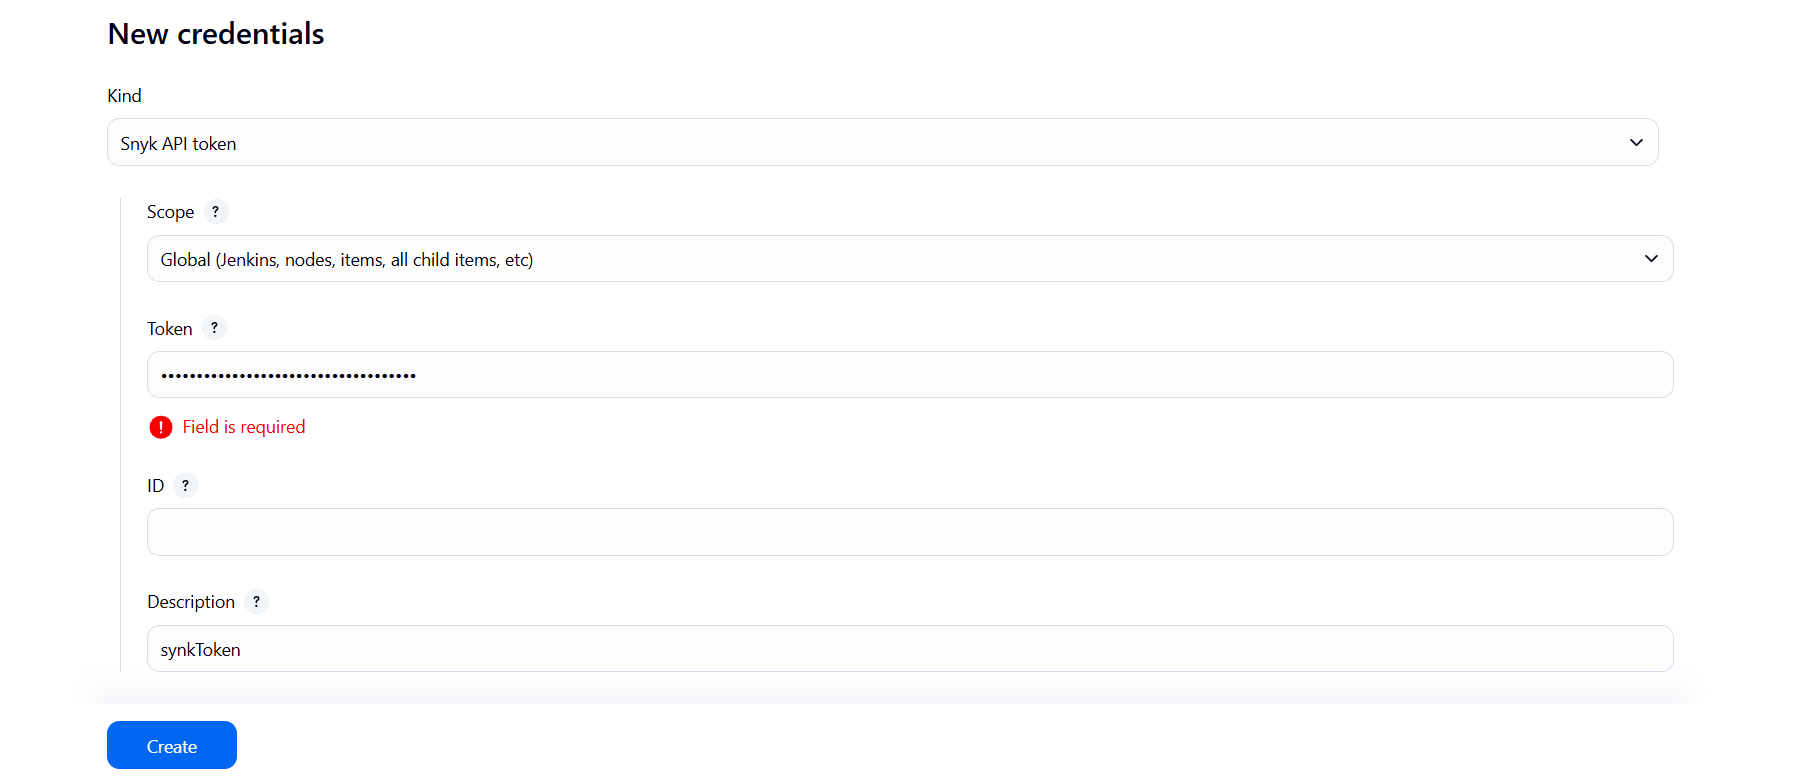 New credentials
Kind
Snyk API token
Scope ?
Global (Jenkins, nodes, items, all child items, etc)
Token ?
••••••••••••••••••••••••••••••••••••
! Field is required
ID ?
Description ?
synkToken
Create